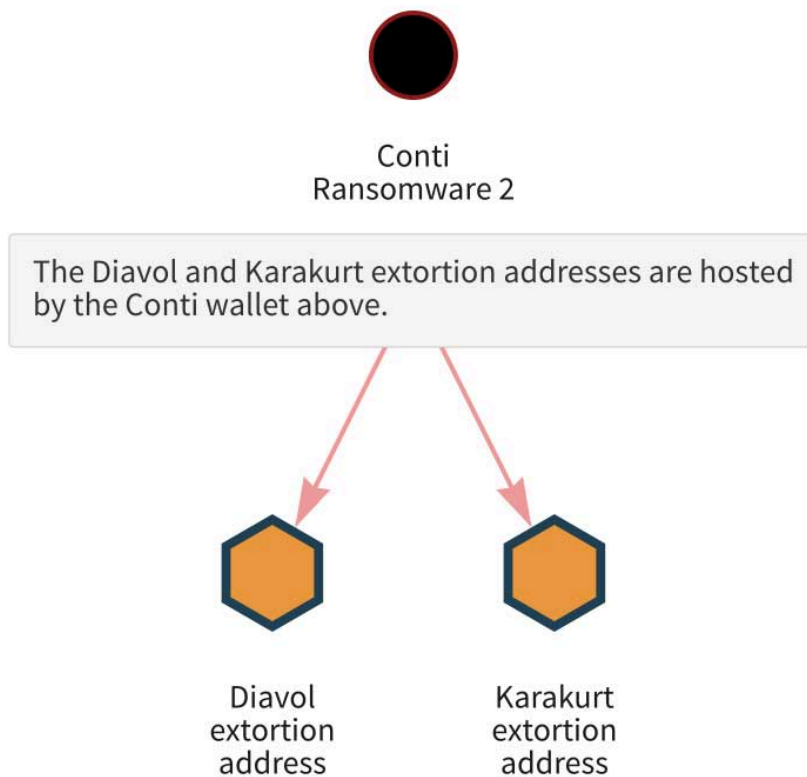 Conti
Ransomware 2
The Diavol and Karakurt extortion addresses are hosted
by the Conti wallet above.
Diavol
extortion
address
Karakurt
extortion
address